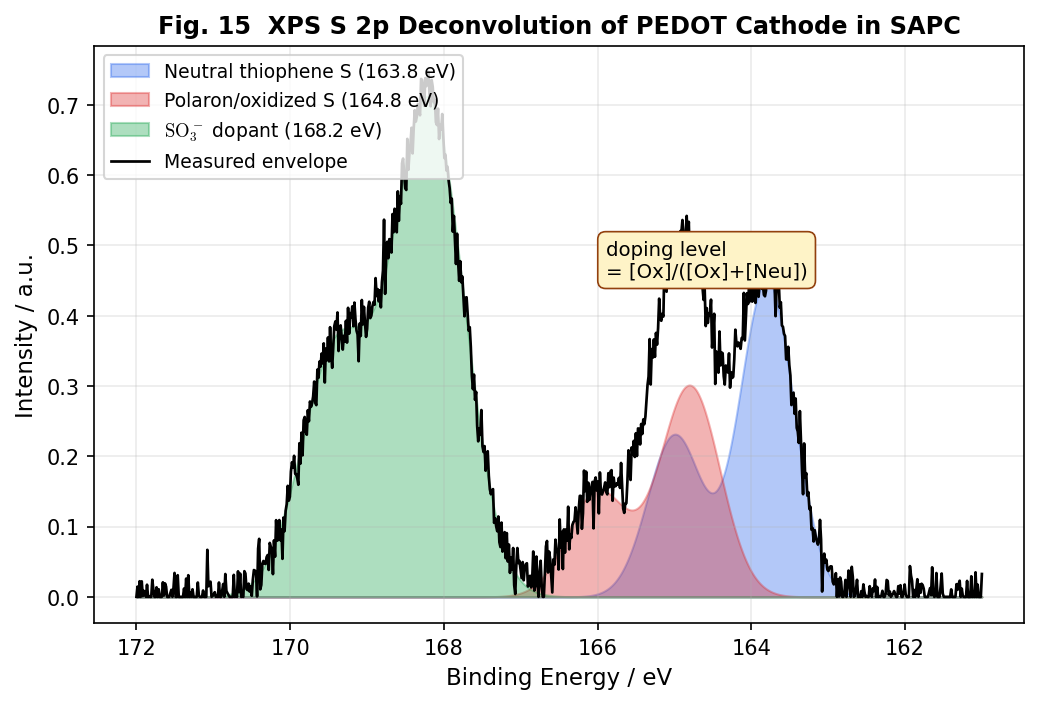 Fig. 15  XPS S 2p Deconvolution of PEDOT Cathode in SAPC
Neutral thiophene S (163.8 eV)
Polaron/oxidized S (164.8 eV)
SO₃⁻ dopant (168.2 eV)
Measured envelope
doping level
= [Ox]/([Ox]+[Neu])
Intensity / a.u.
0.7
0.6
0.5
0.4
0.3
0.2
0.1
0.0
172 170 168 166 164 162
Binding Energy / eV